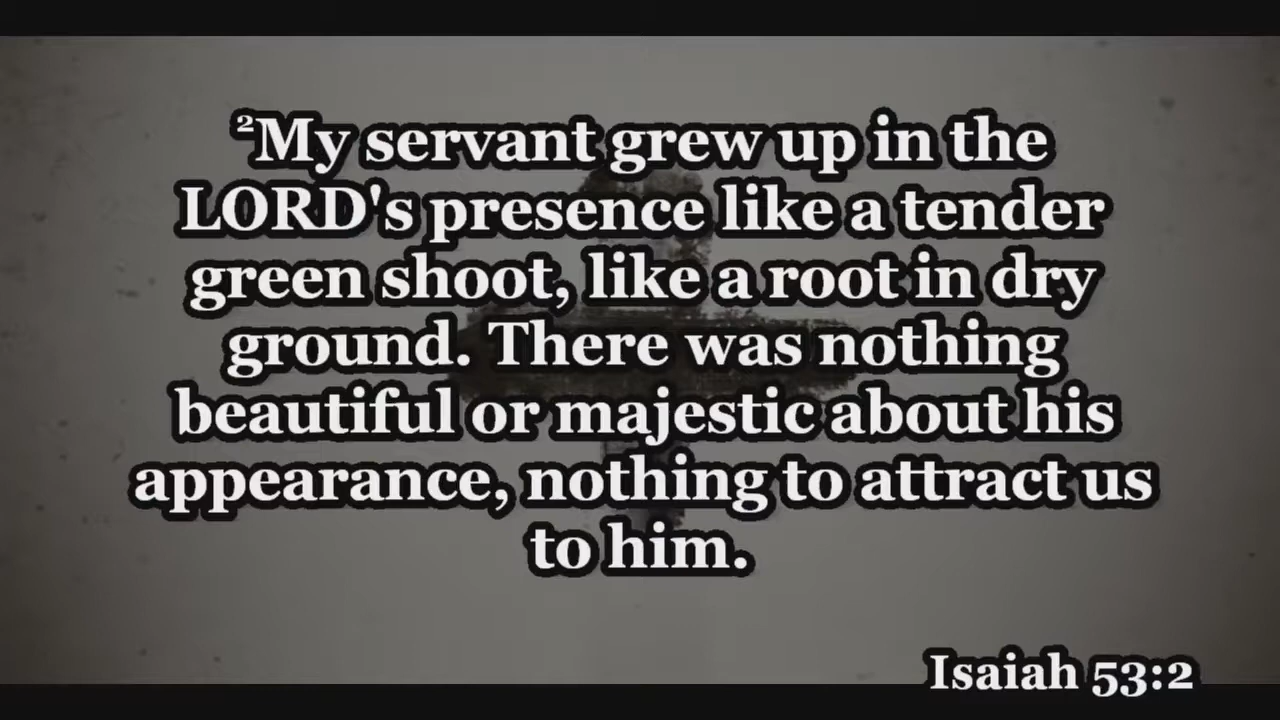 ²My servant grew up in the
LORD's presence like a tender
green shoot, like a root in dry
ground. There was nothing
beautiful or majestic about his
appearance, nothing to attract us
to him.
Isaiah 53:2